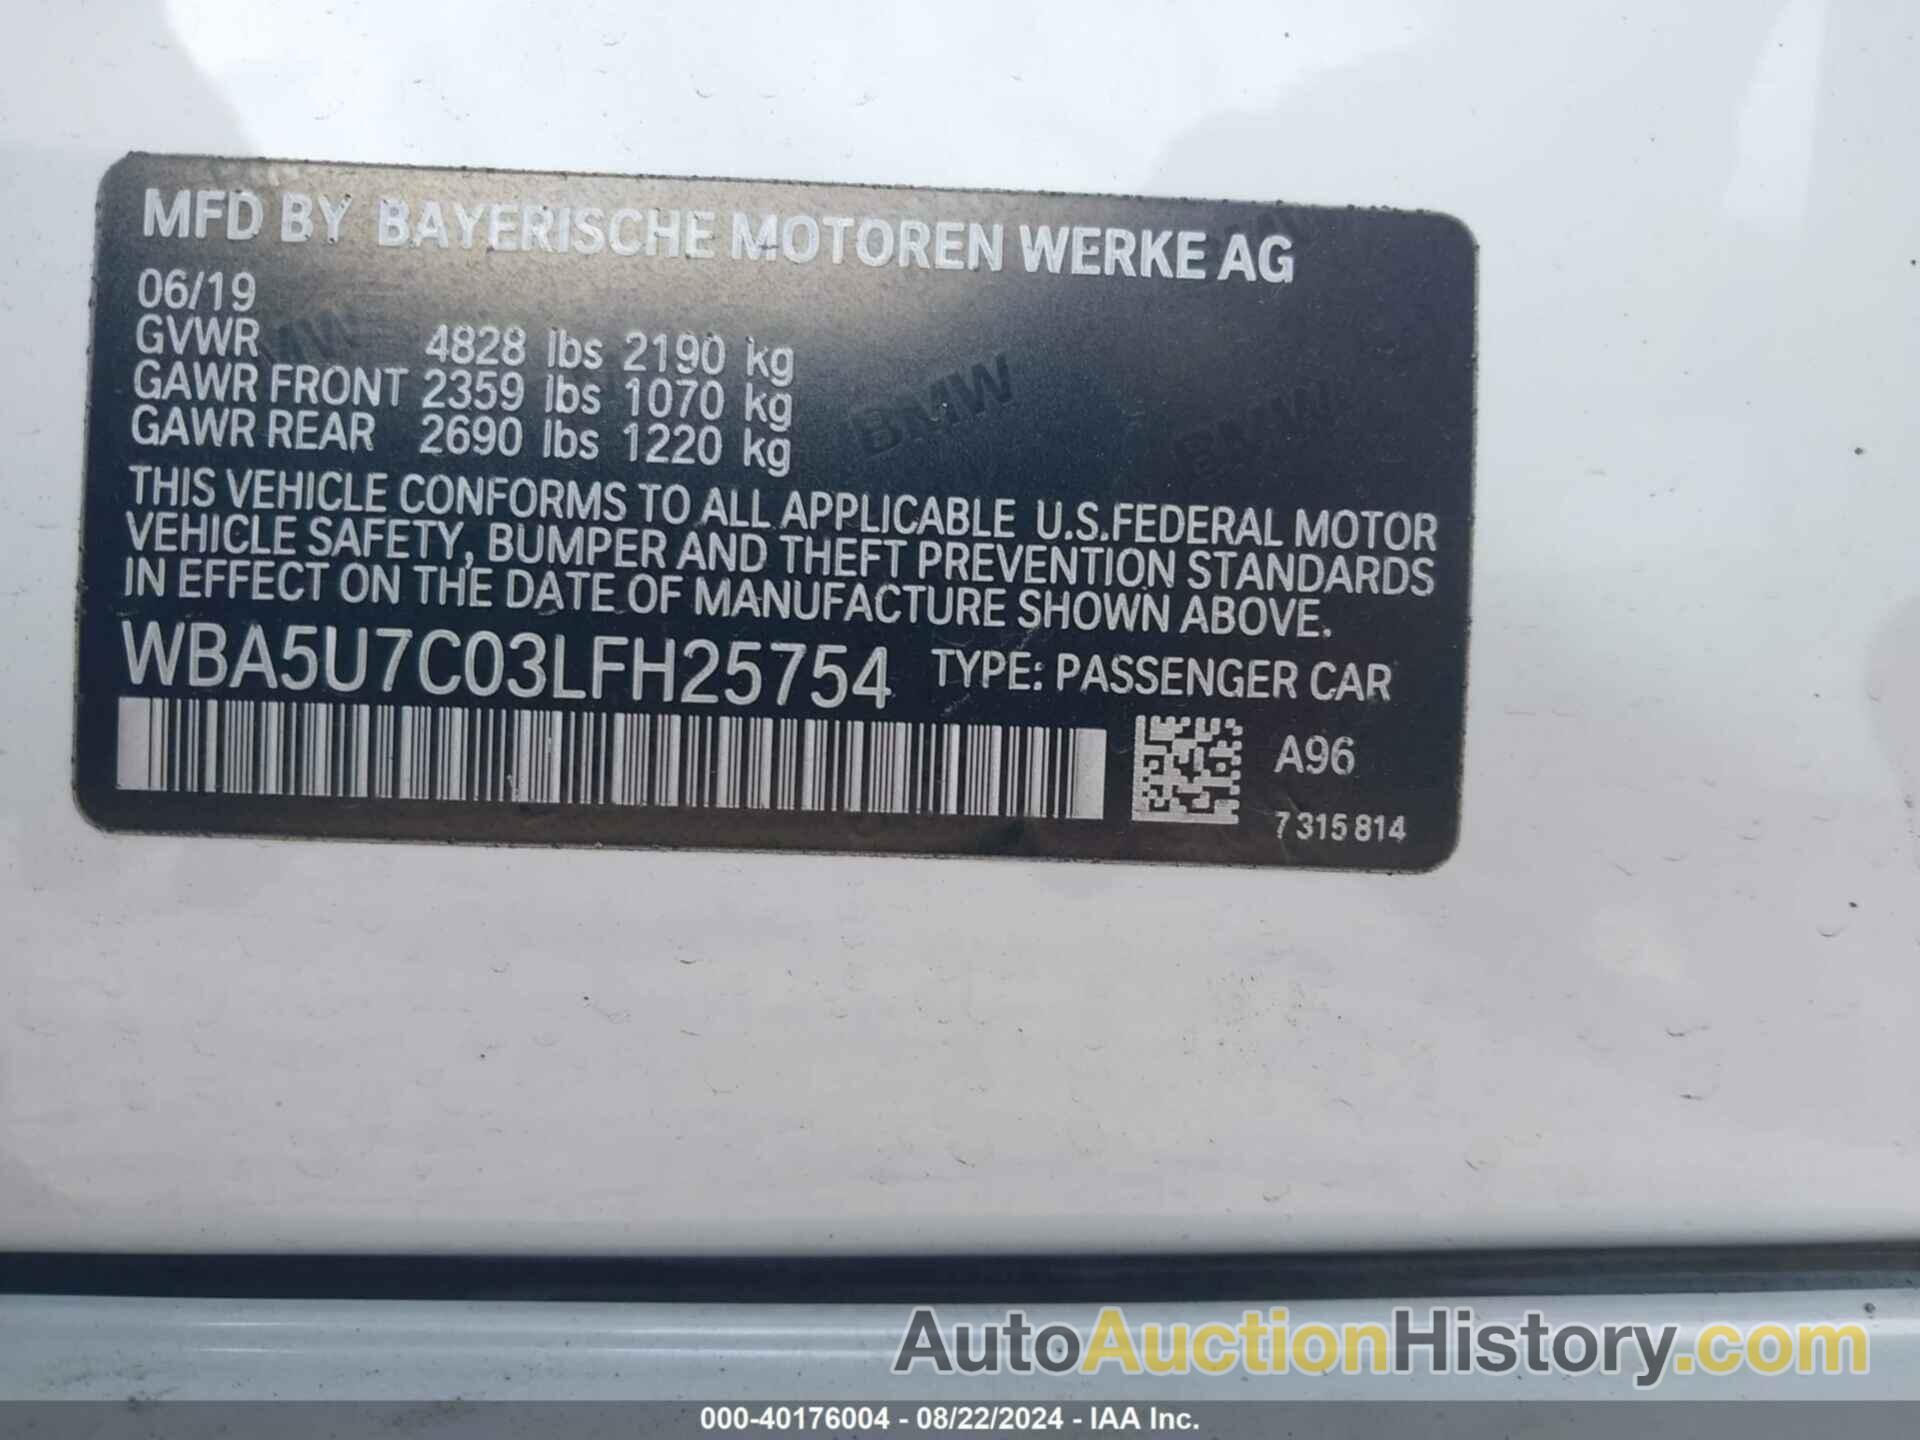 MFD BY BAYERISCHE MOTOREN WERKE AG
06/19
GVWR 4828 lbs 2190 kg
GAWR FRONT 2359 lbs 1070 kg
GAWR REAR 2690 lbs 1220 kg
BMW
BMW
THIS VEHICLE CONFORMS TO ALL APPLICABLE U.S.FEDERAL MOTOR
VEHICLE SAFETY, BUMPER AND THEFT PREVENTION STANDARDS
IN EFFECT ON THE DATE OF MANUFACTURE SHOWN ABOVE.
WBA5U7C03LFH25754 TYPE: PASSENGER CAR
A96
7 315 814
AutoAuctionHistory.com
000-40176004 - 08/22/2024 - IAA Inc.